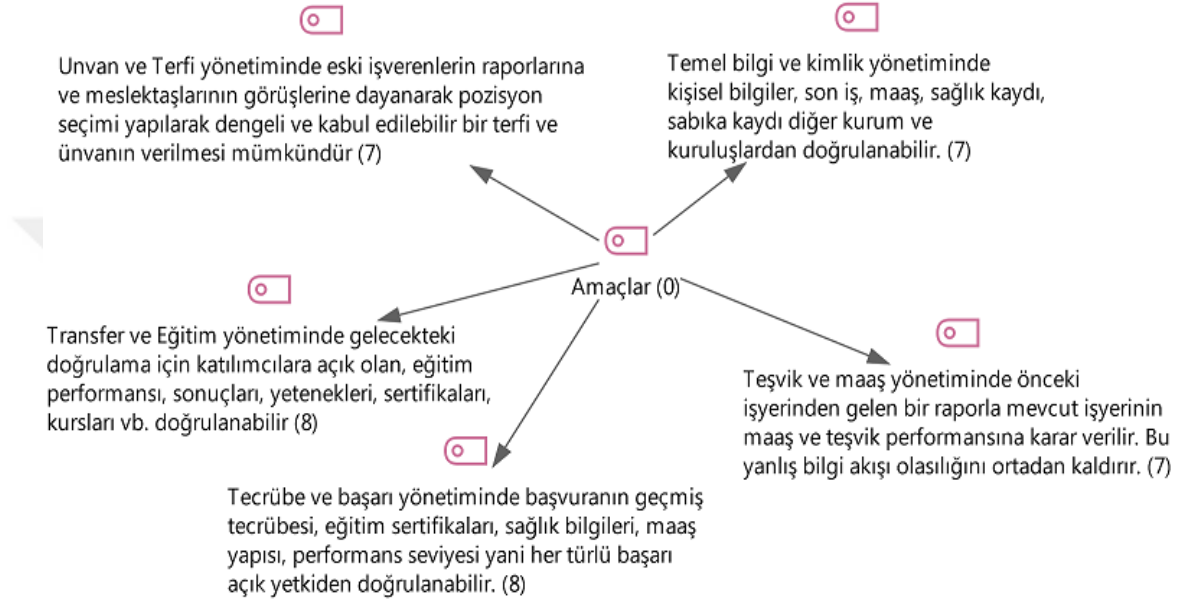 Unvan ve Terfi yönetiminde eski işverenlerin raporlarına
ve meslektaşlarının görüşlerine dayanarak pozisyon
seçimi yapılarak dengeli ve kabul edilebilir bir terfi ve
ünvanın verilmesi mümkündür (7)
Temel bilgi ve kimlik yönetiminde
kişisel bilgiler, son iş, maaş, sağlık kaydı,
sabıka kaydı diğer kurum ve
kuruluşlardan doğrulanabilir. (7)
Amaçlar (0)
Transfer ve Eğitim yönetiminde gelecekteki
doğrulama için katılımcılara açık olan, eğitim
performansı, sonuçları, yetenekleri, sertifikaları,
kursları vb. doğrulanabilir (8)
Teşvik ve maaş yönetiminde önceki
işyerinden gelen bir raporla mevcut işyerinin
maaş ve teşvik performansına karar verilir. Bu
yanlış bilgi akışı olasılığını ortadan kaldırır. (7)
Tecrübe ve başarı yönetiminde başvuranın geçmiş
tecrübesi, eğitim sertifikaları, sağlık bilgileri, maaş
yapısı, performans seviyesi yani her türlü başarı
açık yetkiden doğrulanabilir. (8)